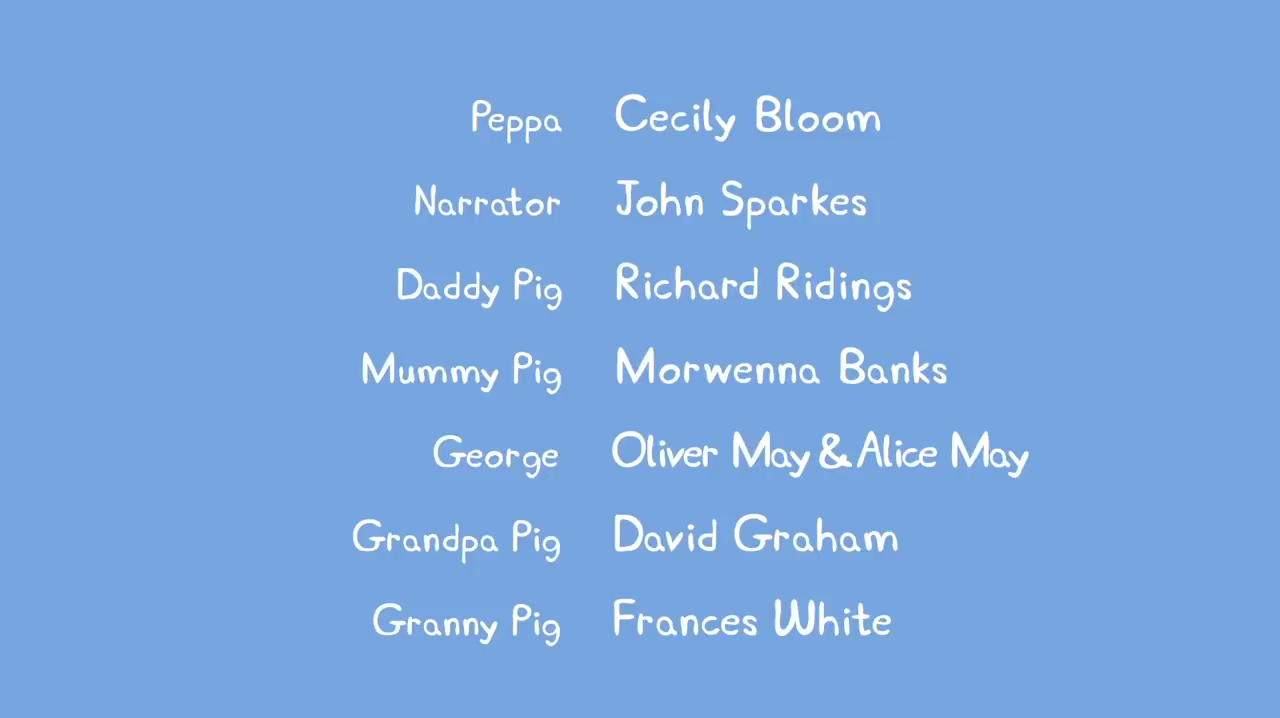 Peppa Cecily Bloom
Narrator John Sparkes
Daddy Pig Richard Ridings
Mummy Pig Morwenna Banks
George Oliver May & Alice May
Grandpa Pig David Graham
Granny Pig Frances White